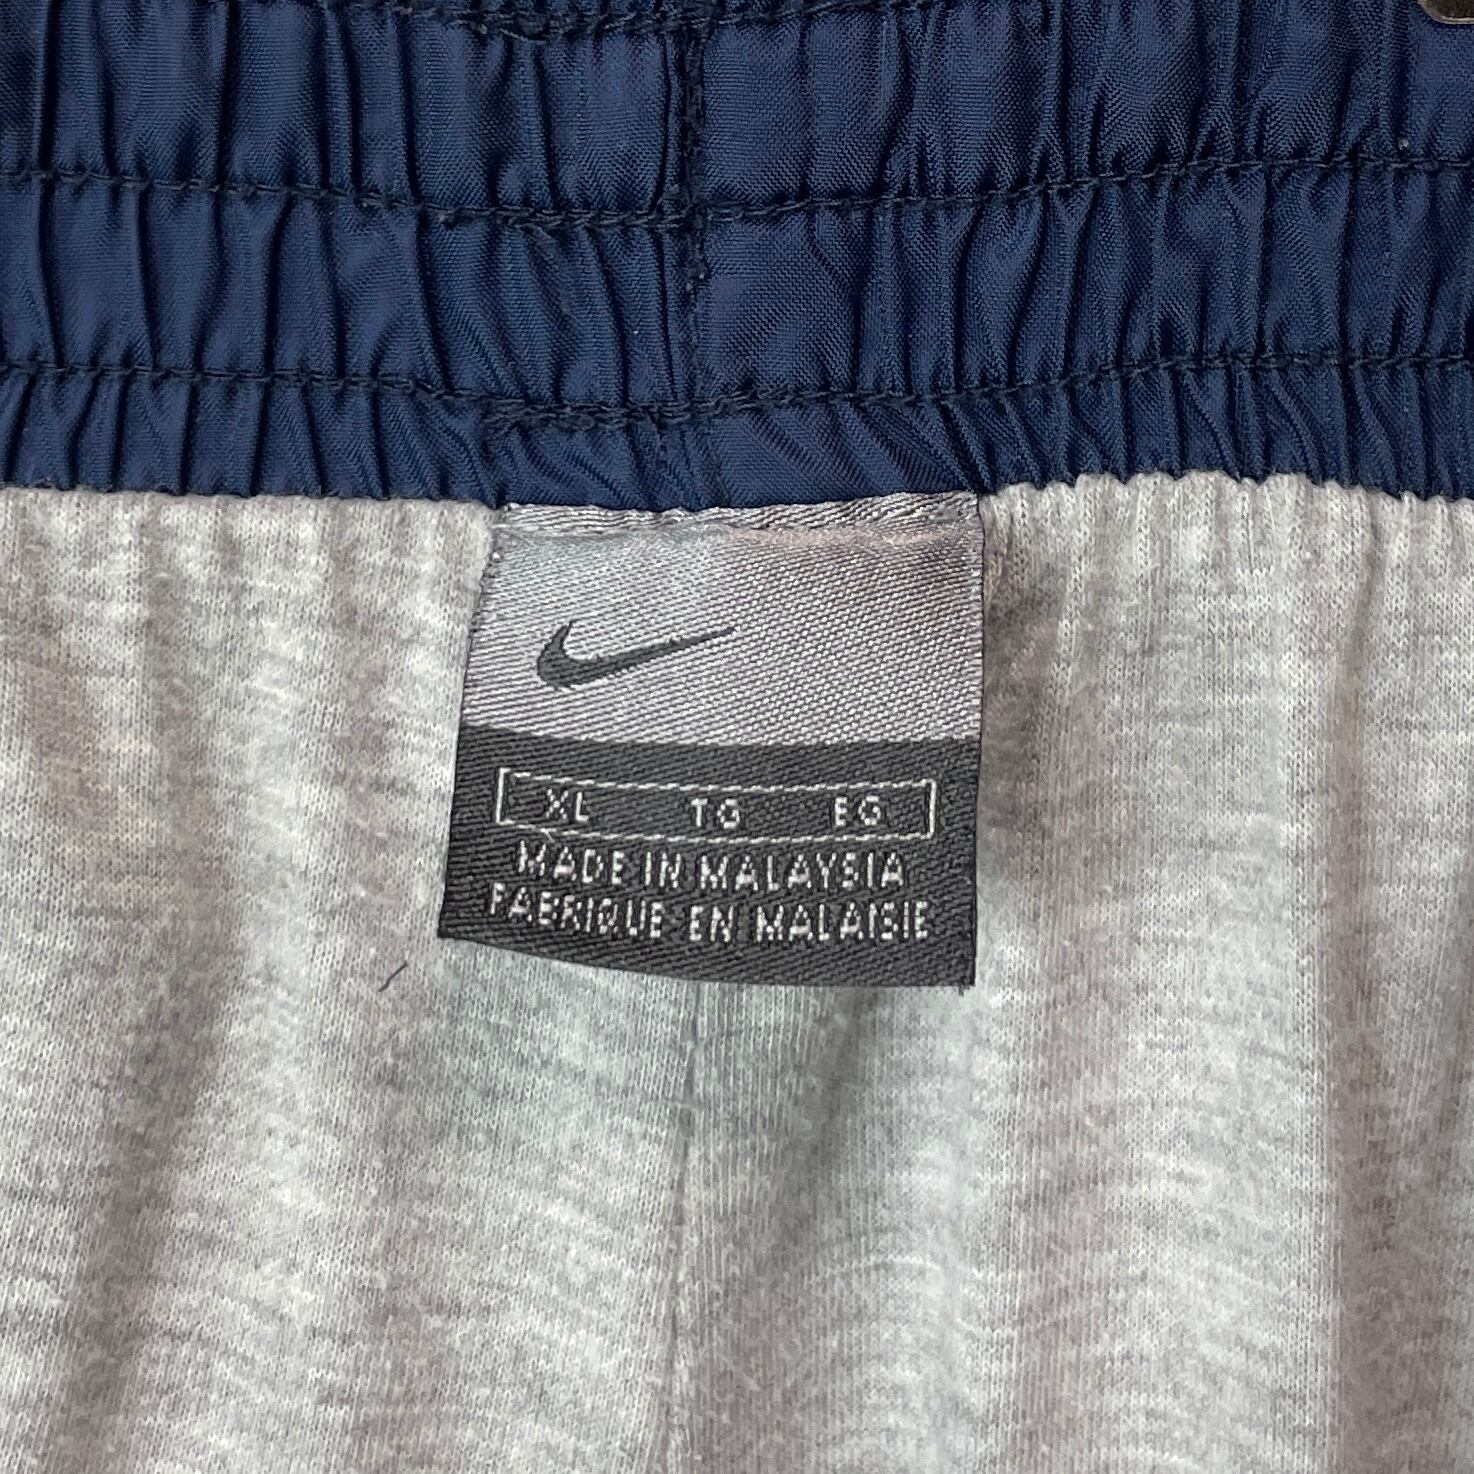 XL TG EG
MADE IN MALAYSIA
FABRIQUE EN MALAISIE